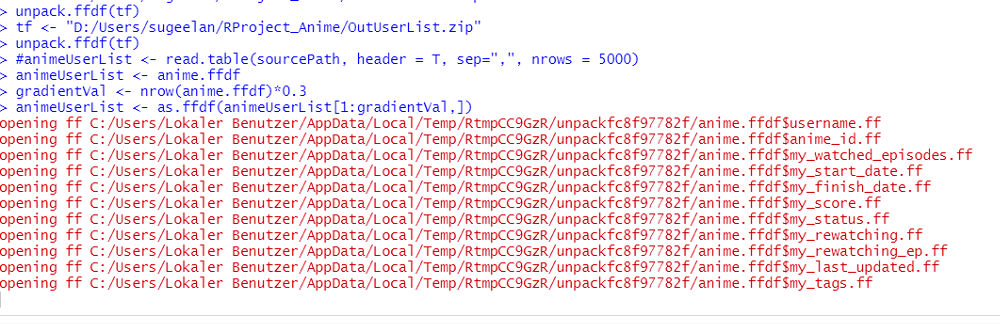 > unpack.ffdf(tf)
> tf <- "D:/Users/sugeelan/RProject_Anime/OutUserList.zip"
> unpack.ffdf(tf)
> #animeUserList <- read.table(sourcePath, header = T, sep=",", nrows = 5000)
> animeUserList <- anime.ffdf
> gradientVal <- nrow(anime.ffdf)*0.3
> animeUserList <- as.ffdf(animeUserList[1:gradientVal,])
opening ff C:/Users/Lokaler Benutzer/AppData/Local/Temp/RtmpCC9GzR/unpackfc8f97782f/anime.ffdf$username.ff
opening ff C:/Users/Lokaler Benutzer/AppData/Local/Temp/RtmpCC9GzR/unpackfc8f97782f/anime.ffdf$anime_id.ff
opening ff C:/Users/Lokaler Benutzer/AppData/Local/Temp/RtmpCC9GzR/unpackfc8f97782f/anime.ffdf$my_watched_episodes.ff
opening ff C:/Users/Lokaler Benutzer/AppData/Local/Temp/RtmpCC9GzR/unpackfc8f97782f/anime.ffdf$my_start_date.ff
opening ff C:/Users/Lokaler Benutzer/AppData/Local/Temp/RtmpCC9GzR/unpackfc8f97782f/anime.ffdf$my_finish_date.ff
opening ff C:/Users/Lokaler Benutzer/AppData/Local/Temp/RtmpCC9GzR/unpackfc8f97782f/anime.ffdf$my_score.ff
opening ff C:/Users/Lokaler Benutzer/AppData/Local/Temp/RtmpCC9GzR/unpackfc8f97782f/anime.ffdf$my_status.ff
opening ff C:/Users/Lokaler Benutzer/AppData/Local/Temp/RtmpCC9GzR/unpackfc8f97782f/anime.ffdf$my_rewatching.ff
opening ff C:/Users/Lokaler Benutzer/AppData/Local/Temp/RtmpCC9GzR/unpackfc8f97782f/anime.ffdf$my_rewatching_ep.ff
opening ff C:/Users/Lokaler Benutzer/AppData/Local/Temp/RtmpCC9GzR/unpackfc8f97782f/anime.ffdf$my_last_updated.ff
opening ff C:/Users/Lokaler Benutzer/AppData/Local/Temp/RtmpCC9GzR/unpackfc8f97782f/anime.ffdf$my_tags.ff